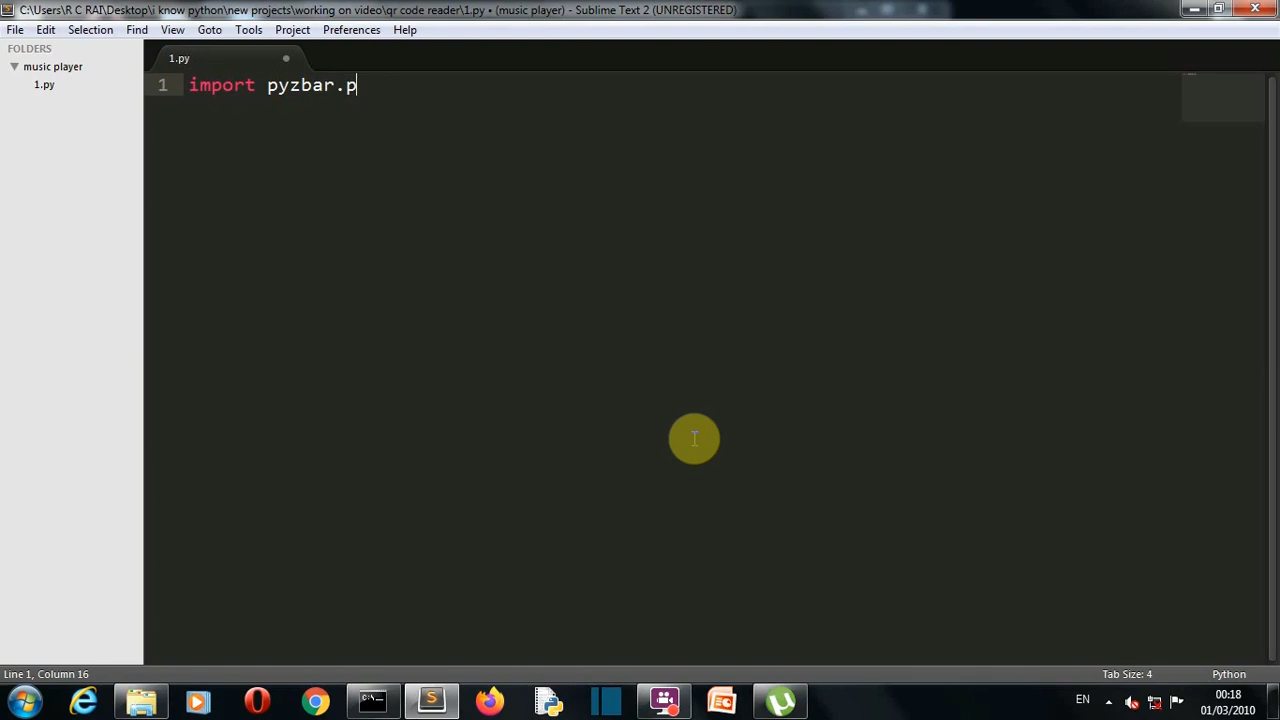 C:\Users\R C RAI\Desktop\i know python\new projects\working on video\qr code reader\1.py • (music player) - Sublime Text 2 (UNREGISTERED)
File Edit Selection Find View Goto Tools Project Preferences Help
FOLDERS
music player
1.py
1.py
1 import pyzbar.p
Line 1, Column 16
Tab Size: 4
Python
EN
00:18
01/03/2010